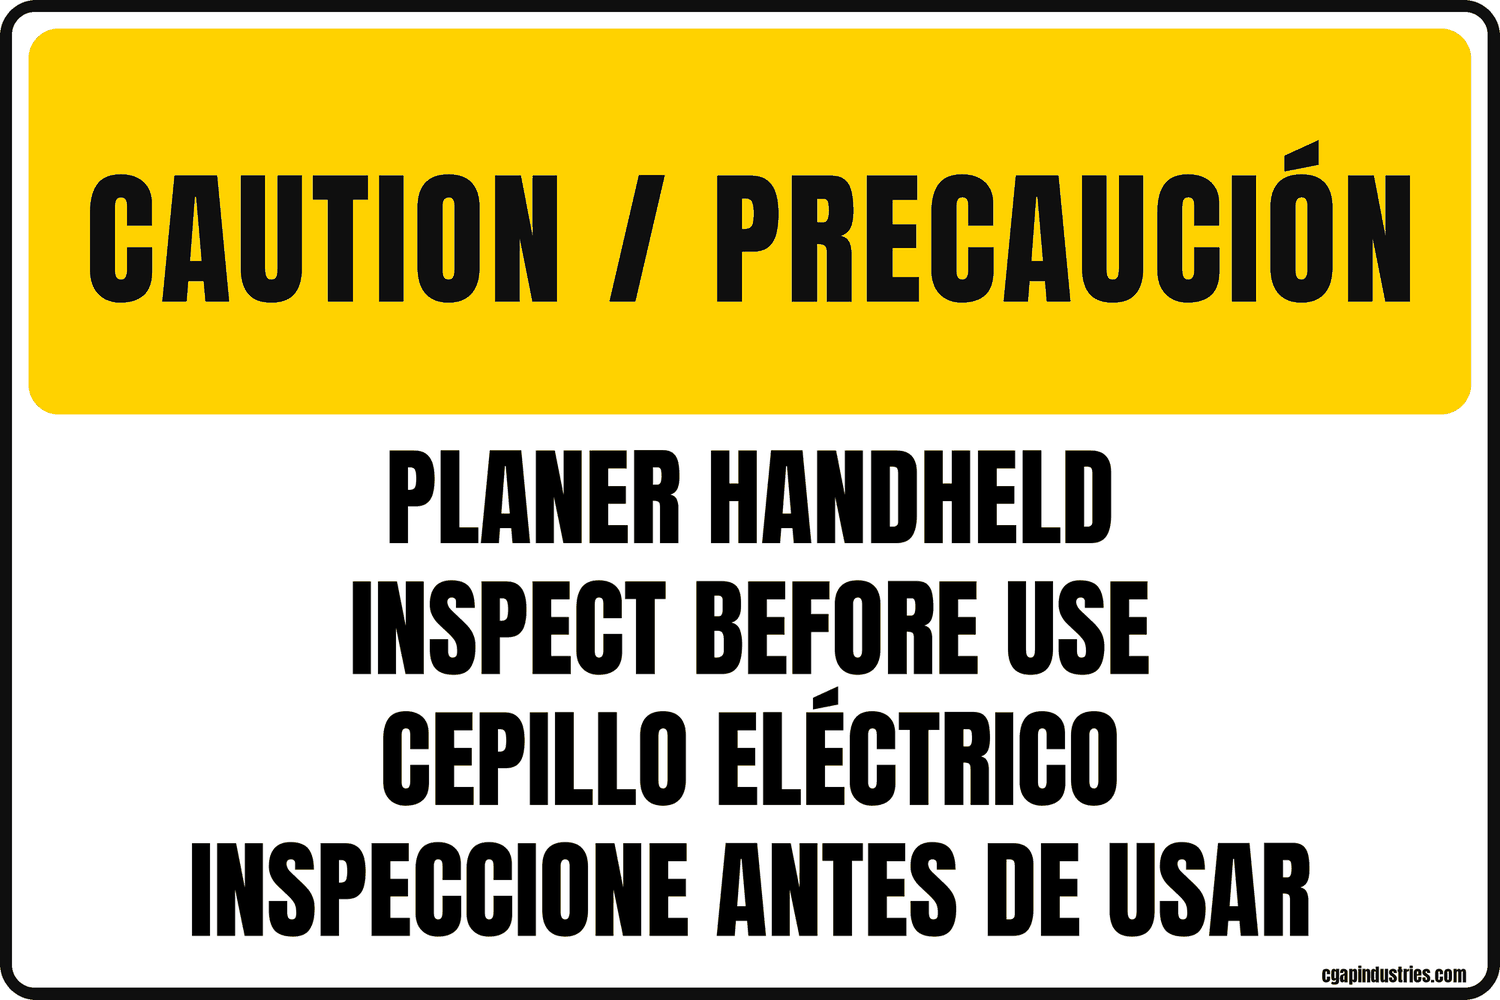 CAUTION / PRECAUCIÓN
PLANER HANDHELD
INSPECT BEFORE USE
CEPILLO ELÉCTRICO
INSPECCIONE ANTES DE USAR
cgapindustries.com